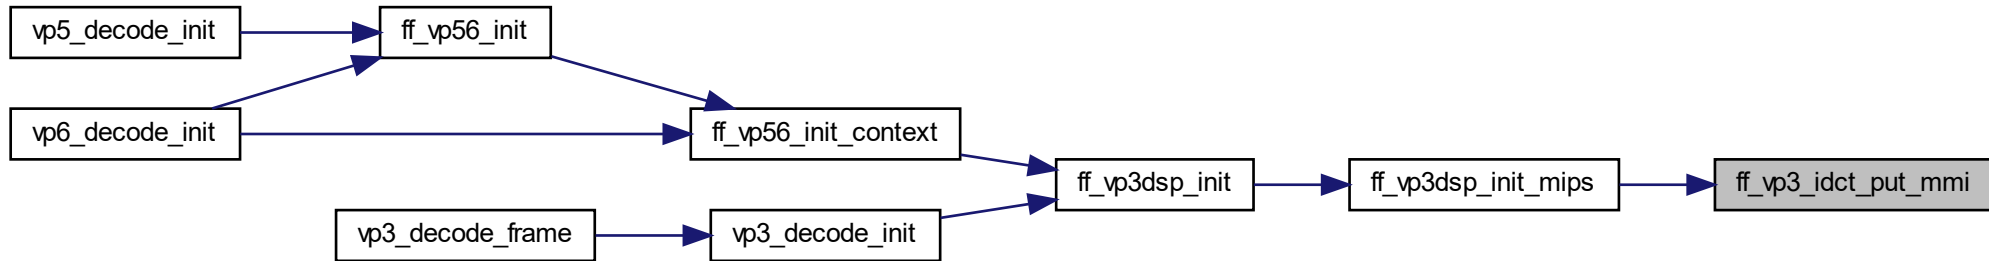 vp5_decode_init
ff_vp56_init
vp6_decode_init
ff_vp56_init_context
ff_vp3dsp_init
ff_vp3dsp_init_mips
ff_vp3_idct_put_mmi
vp3_decode_frame
vp3_decode_init